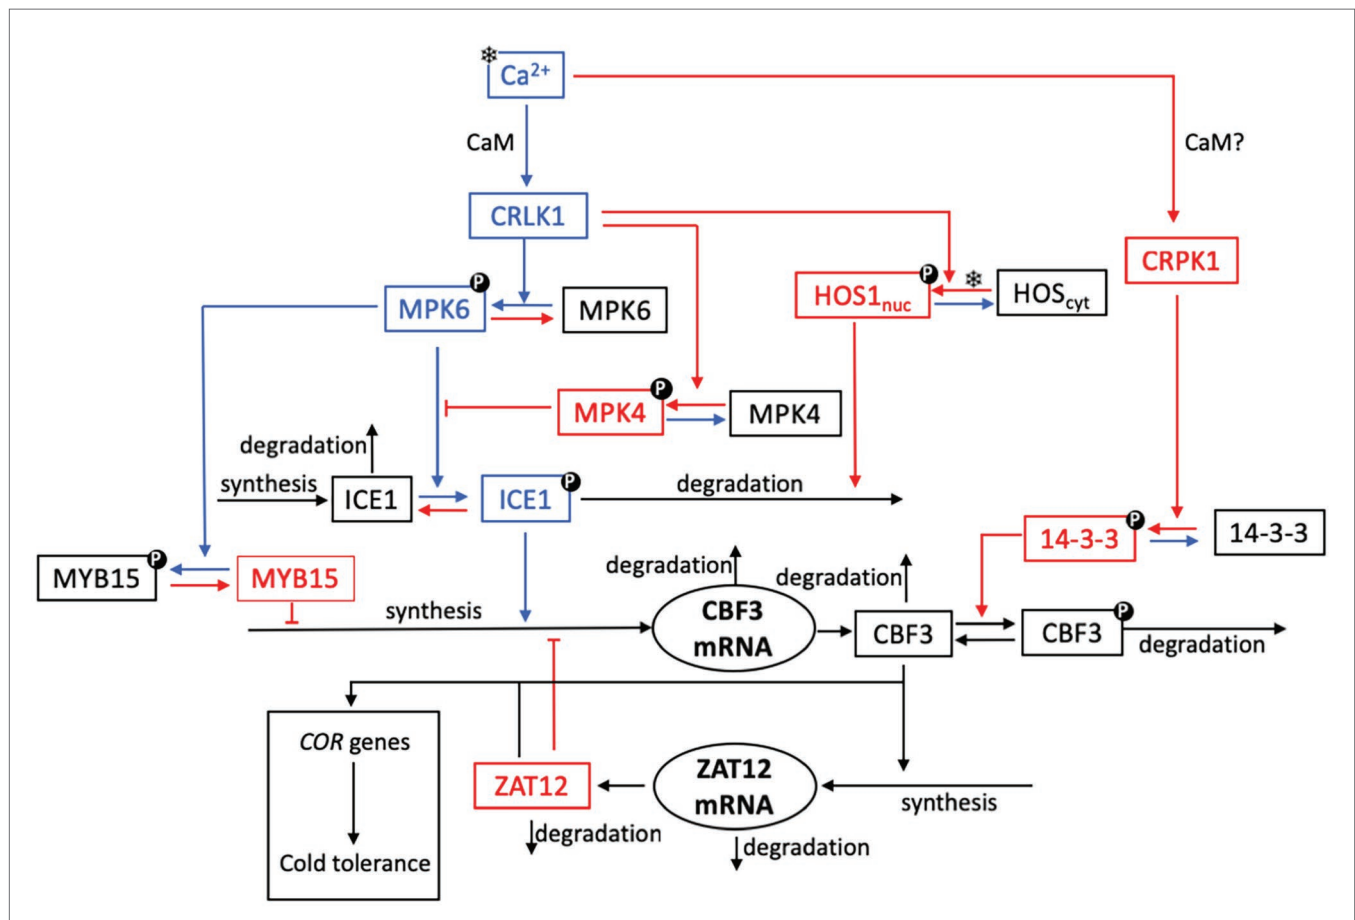 ❄
Ca²⁺
CaM
CaM?
CRLK1
CRPK1
P
MPK6
MPK6
P
HOS1nuc
❄
HOScyt
P
MPK4
MPK4
degradation
synthesis
ICE1
P
ICE1
degradation
P
14-3-3
14-3-3
P
MYB15
MYB15
synthesis
degradation
degradation
CBF3
mRNA
CBF3
P
CBF3
degradation
COR genes
Cold tolerance
ZAT12
degradation
ZAT12
mRNA
degradation
synthesis